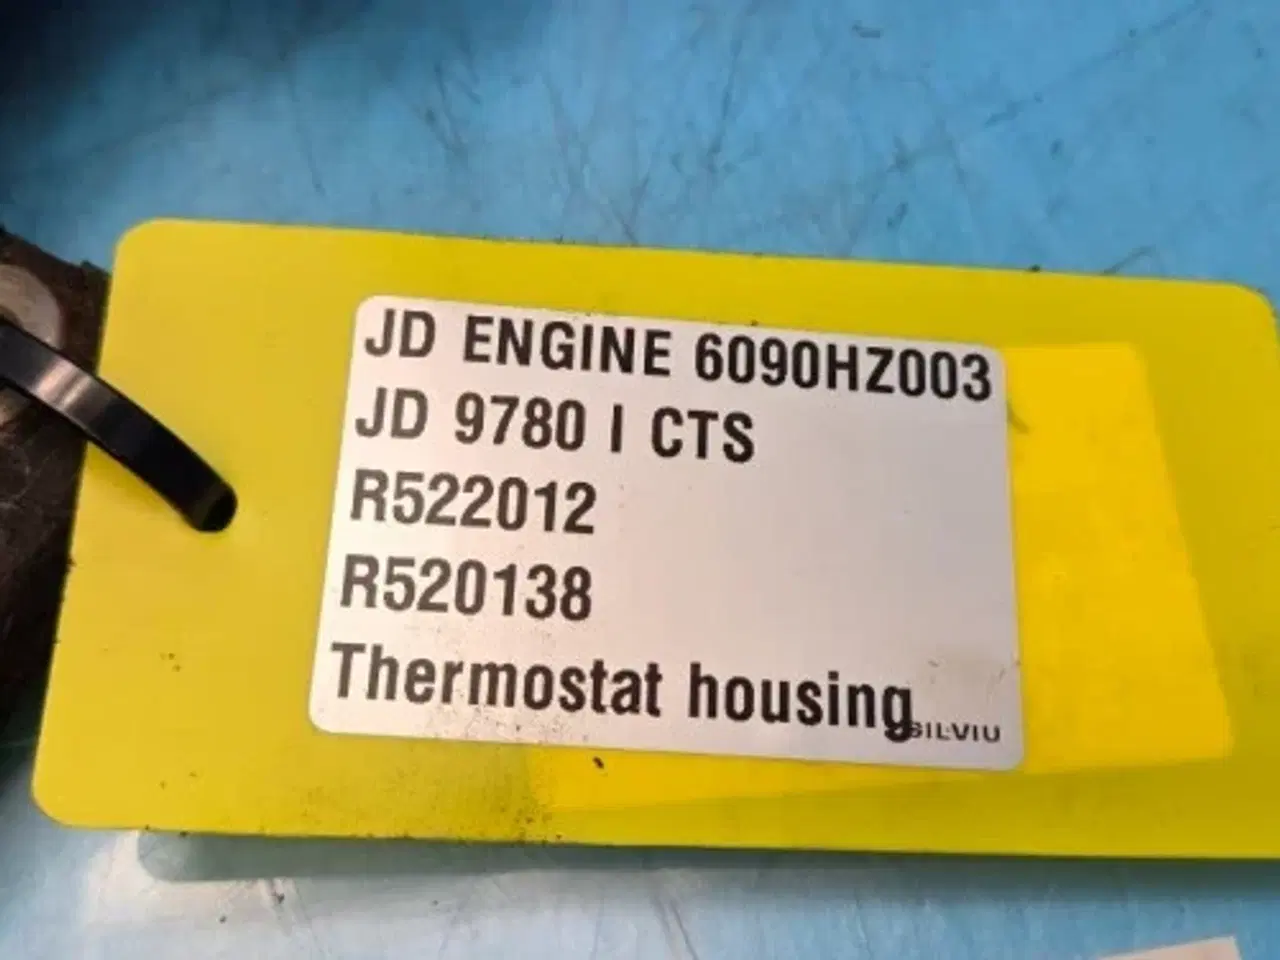 JD ENGINE 6090HZ003
JD 9780 I CTS
R522012
R520138
Thermostat housing
SILVIU